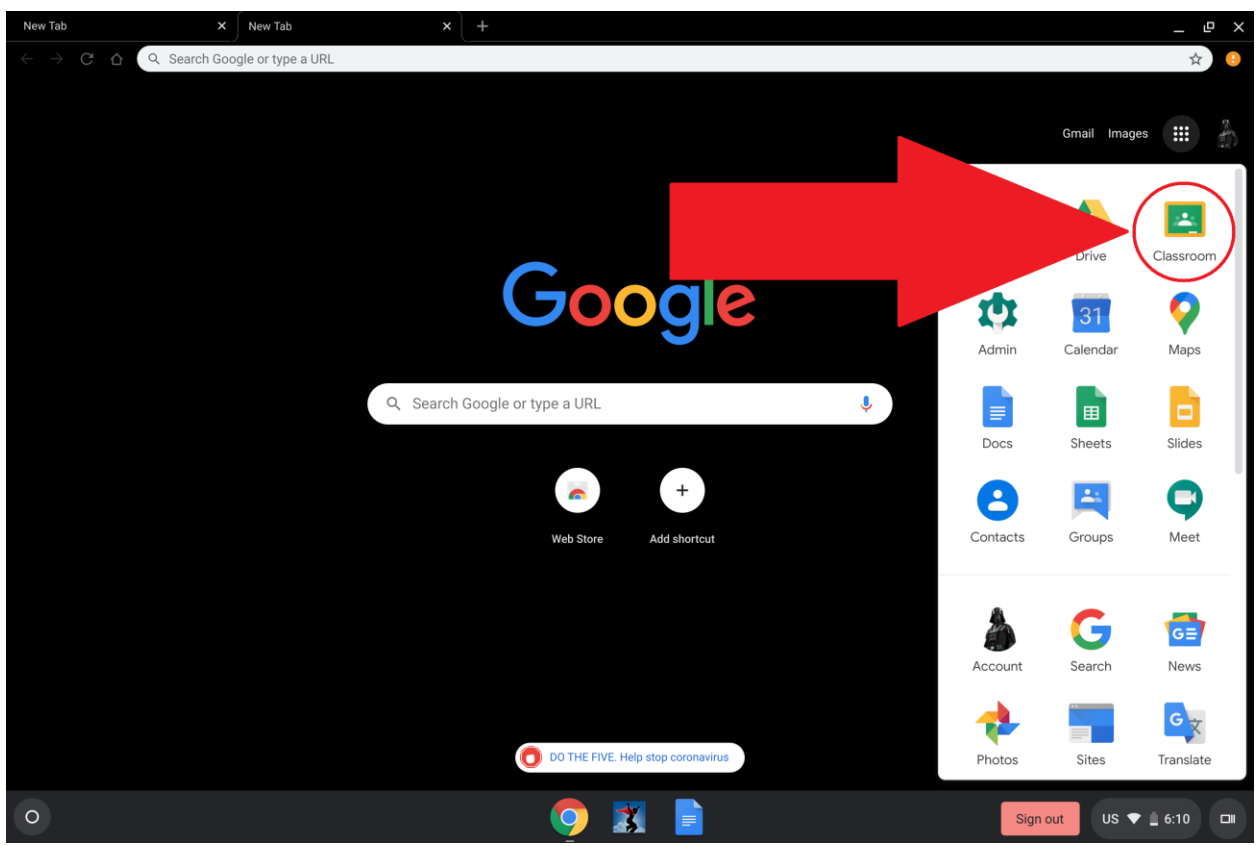 New Tab
New Tab
Search Google or type a URL
Gmail Images
Drive Classroom
Google
Admin Calendar Maps
31
Search Google or type a URL
Docs Sheets Slides
Web Store Add shortcut
Contacts Groups Meet
G
Account Search News
G
Photos Sites Translate
DO THE FIVE. Help stop coronavirus
Sign out US 6:10